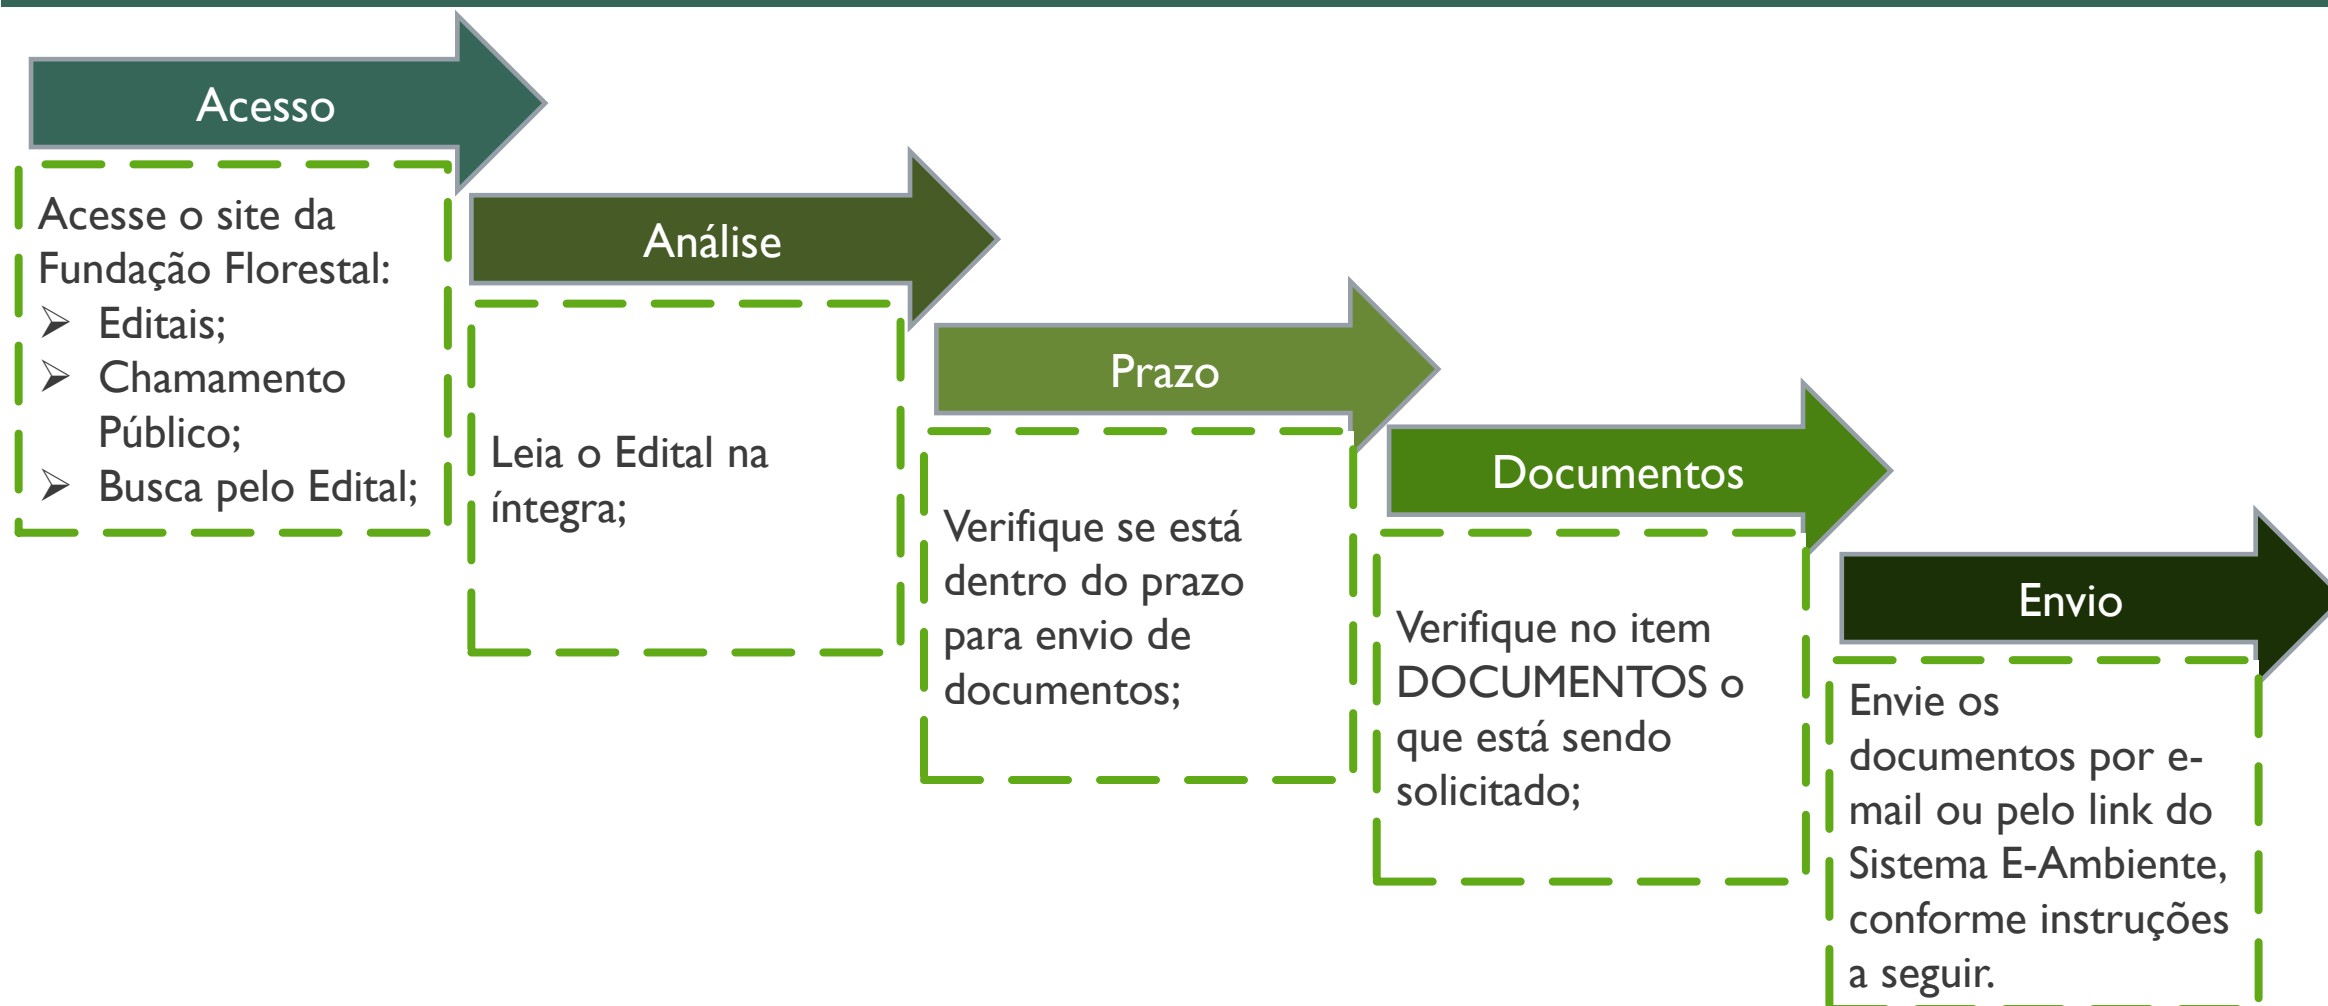 Acesso
Acesse o site da
Fundação Florestal:
➢ Editais;
➢ Chamamento
Público;
➢ Busca pelo Edital;
Análise
Leia o Edital na
íntegra;
Prazo
Verifique se está
dentro do prazo
para envio de
documentos;
Documentos
Verifique no item
DOCUMENTOS o
que está sendo
solicitado;
Envio
Envie os
documentos por e-
mail ou pelo link do
Sistema E-Ambiente,
conforme instruções
a seguir.